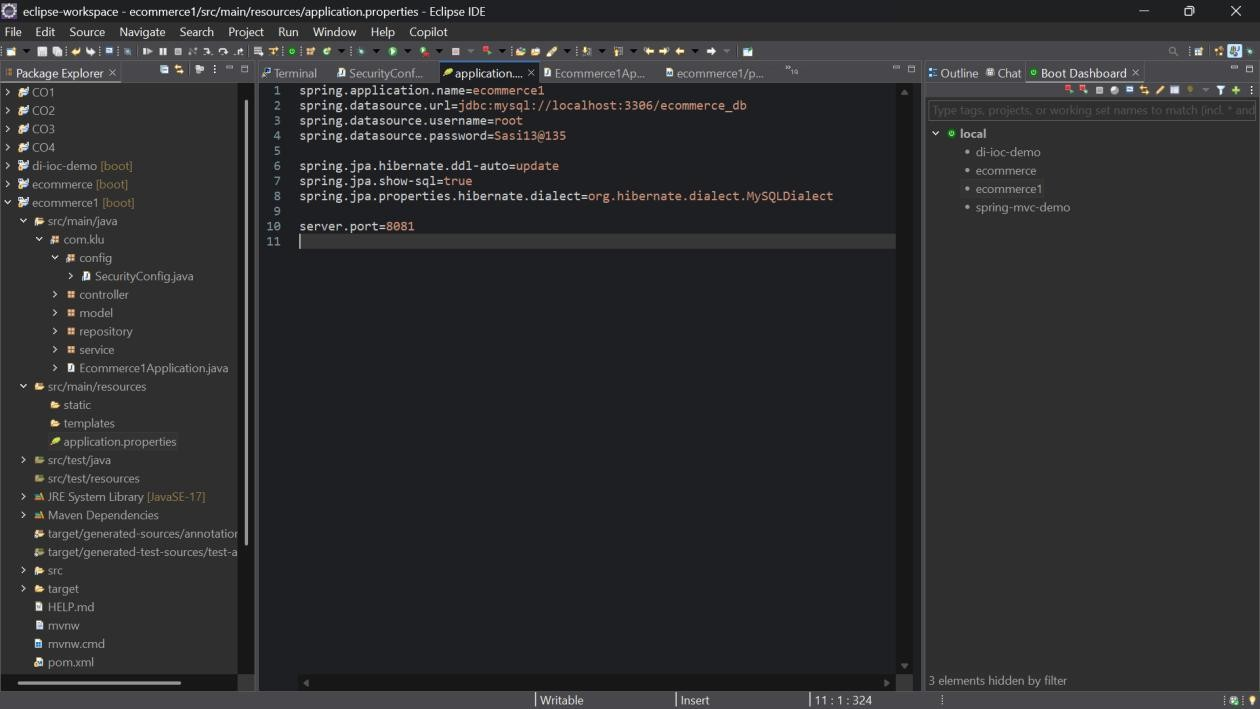 eclipse-workspace - ecommerce1/src/main/resources/application.properties - Eclipse IDE
File Edit Source Navigate Search Project Run Window Help Copilot
Package Explorer
CO1
CO2
CO3
CO4
di-ioc-demo [boot]
ecommerce [boot]
ecommerce1 [boot]
src/main/java
com.klu
config
SecurityConfig.java
controller
model
repository
service
Ecommerce1Application.java
src/main/resources
static
templates
application.properties
src/test/java
src/test/resources
JRE System Library [JavaSE-17]
Maven Dependencies
target/generated-sources/annotation
target/generated-test-sources/test-a
src
target
HELP.md
mvnw
mvnw.cmd
pom.xml
Terminal SecurityConf... application.... Ecommerce1Ap... ecommerce1/p... »19
1 spring.application.name=ecommerce1
2 spring.datasource.url=jdbc:mysql://localhost:3306/ecommerce_db
3 spring.datasource.username=root
4 spring.datasource.password=Sasi13@135
5
6 spring.jpa.hibernate.ddl-auto=update
7 spring.jpa.show-sql=true
8 spring.jpa.properties.hibernate.dialect=org.hibernate.dialect.MySQLDialect
9
10 server.port=8081
11
Outline Chat Boot Dashboard
Type tags, projects, or working set names to match (incl. * and
local
di-ioc-demo
ecommerce
ecommerce1
spring-mvc-demo
3 elements hidden by filter
Writable Insert 11 : 1 : 324